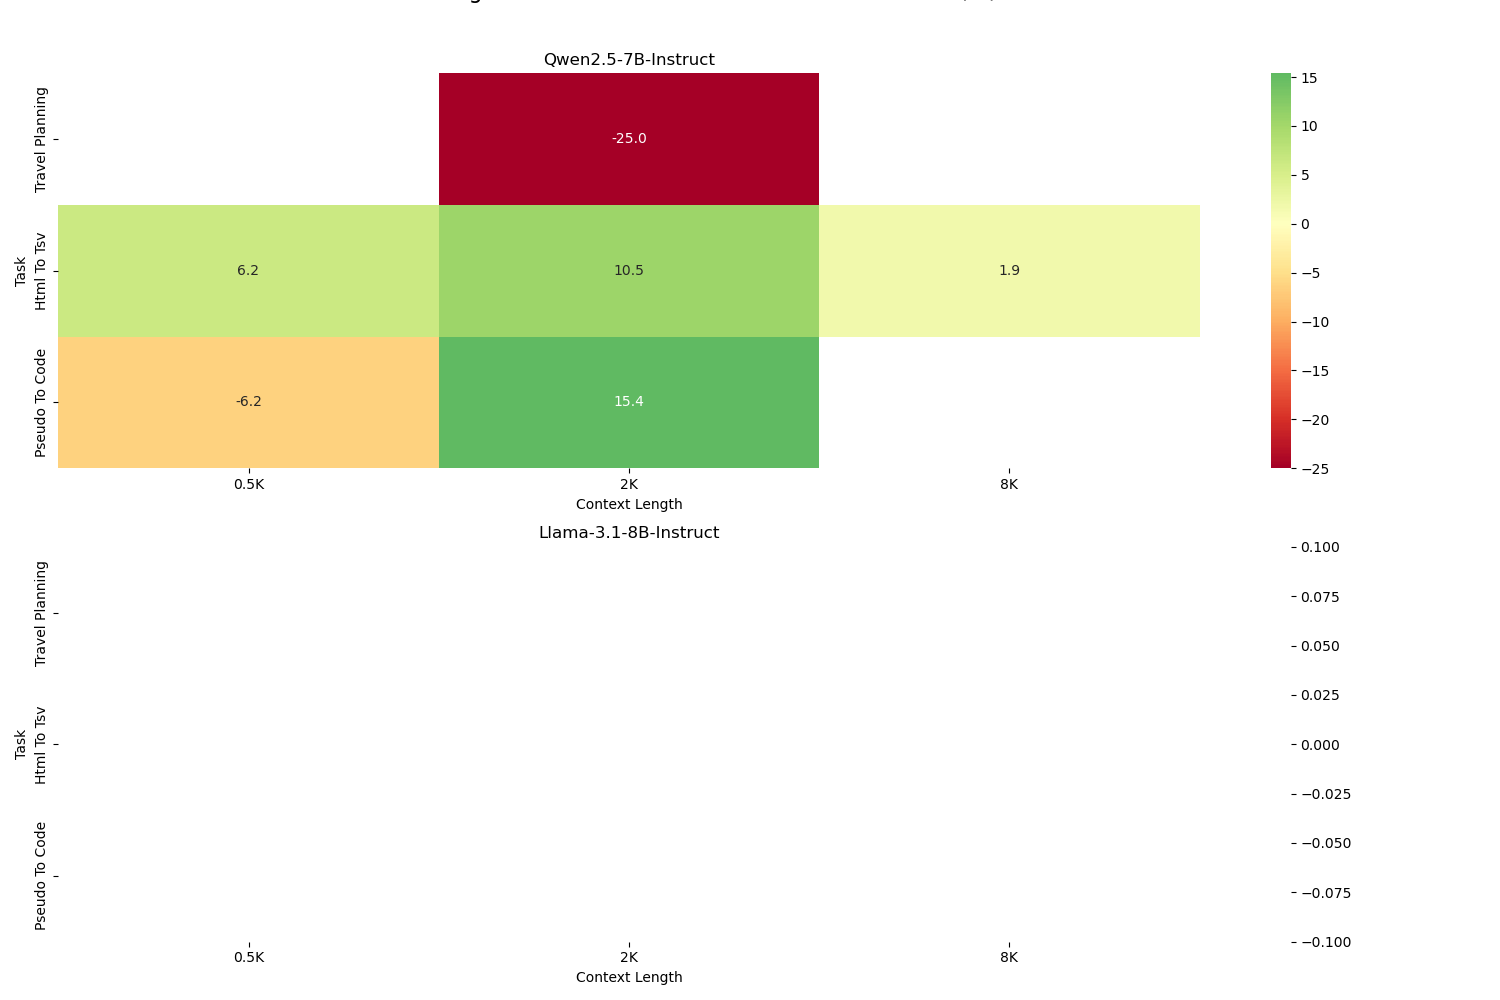 Qwen2.5-7B-Instruct
Task
Travel Planning
Html To Tsv
Pseudo To Code
-25.0
6.2
10.5
1.9
-6.2
15.4
0.5K
2K
8K
Context Length
15
10
5
0
−5
−10
−15
−20
−25
Llama-3.1-8B-Instruct
Task
Travel Planning
Html To Tsv
Pseudo To Code
0.5K
2K
8K
Context Length
0.100
0.075
0.050
0.025
0.000
−0.025
−0.050
−0.075
−0.100